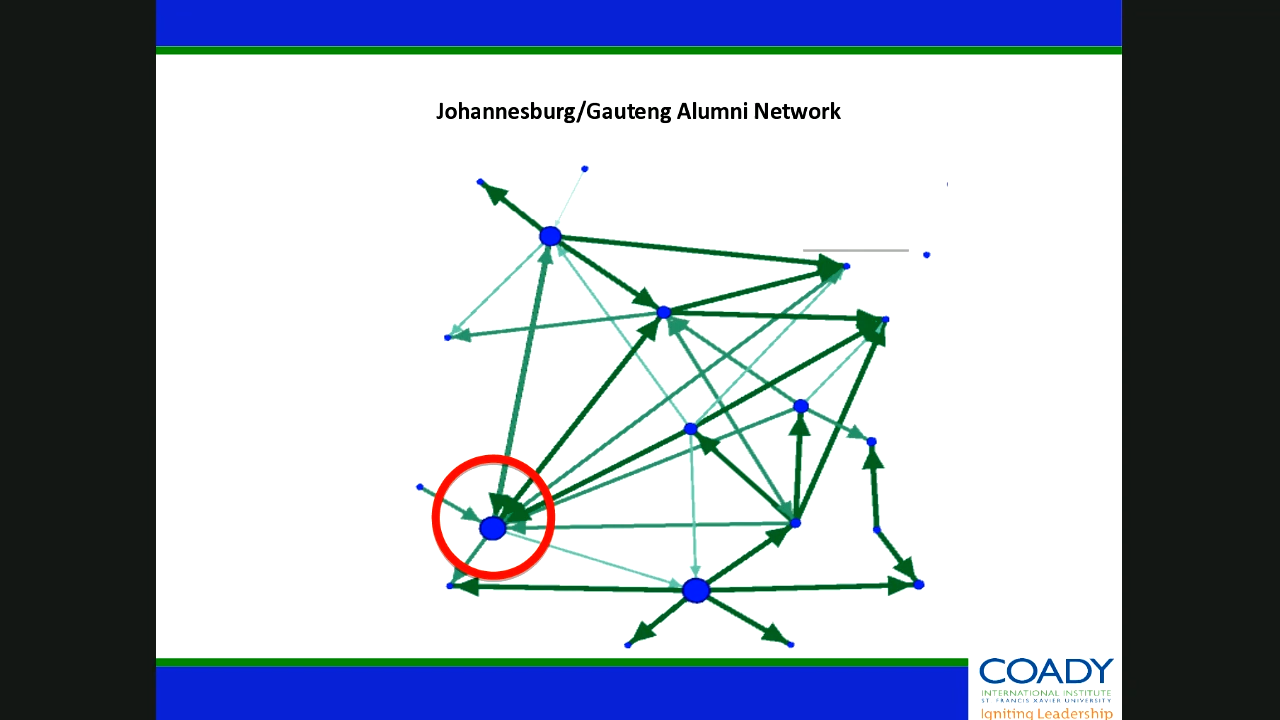 Johannesburg/Gauteng Alumni Network
COADY
INTERNATIONAL INSTITUTE
ST. FRANCIS XAVIER UNIVERSITY
Igniting Leadership